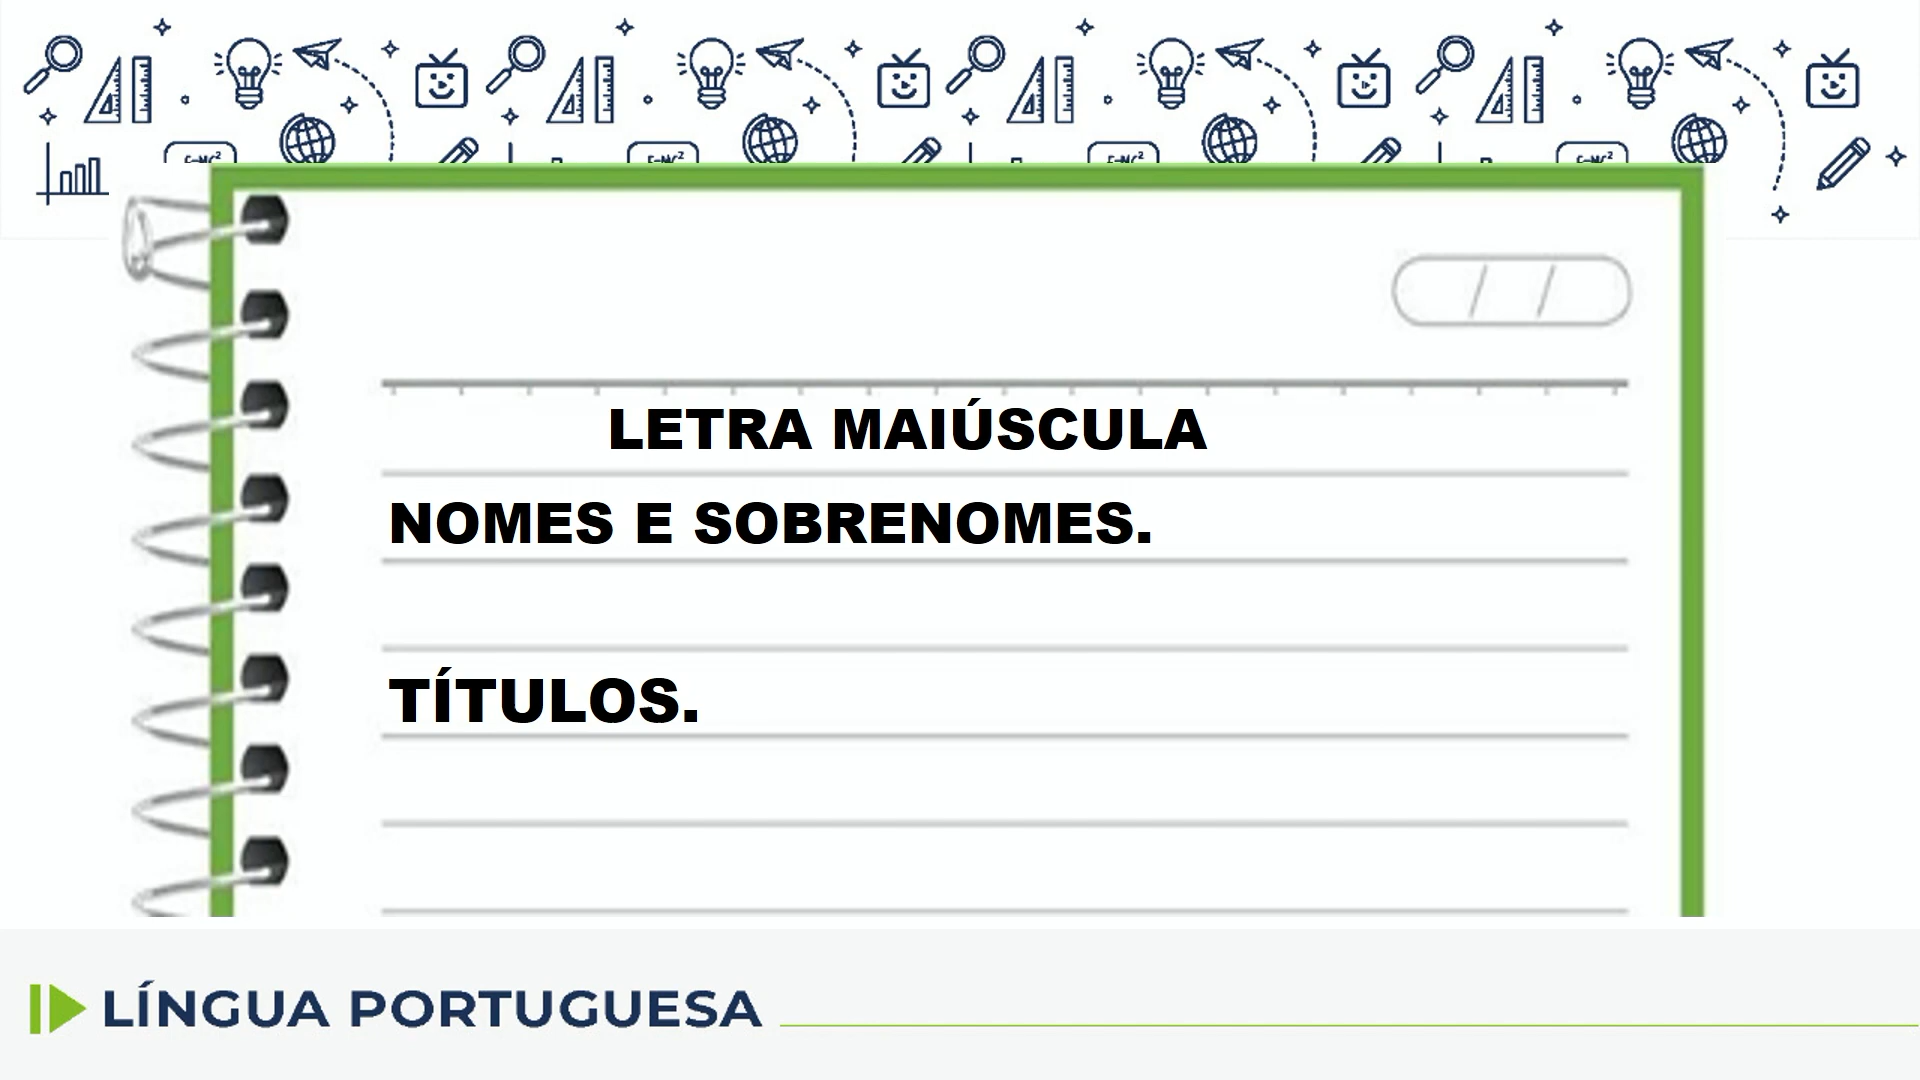 LETRA MAIÚSCULA
NOMES E SOBRENOMES.
TÍTULOS.
LÍNGUA PORTUGUESA